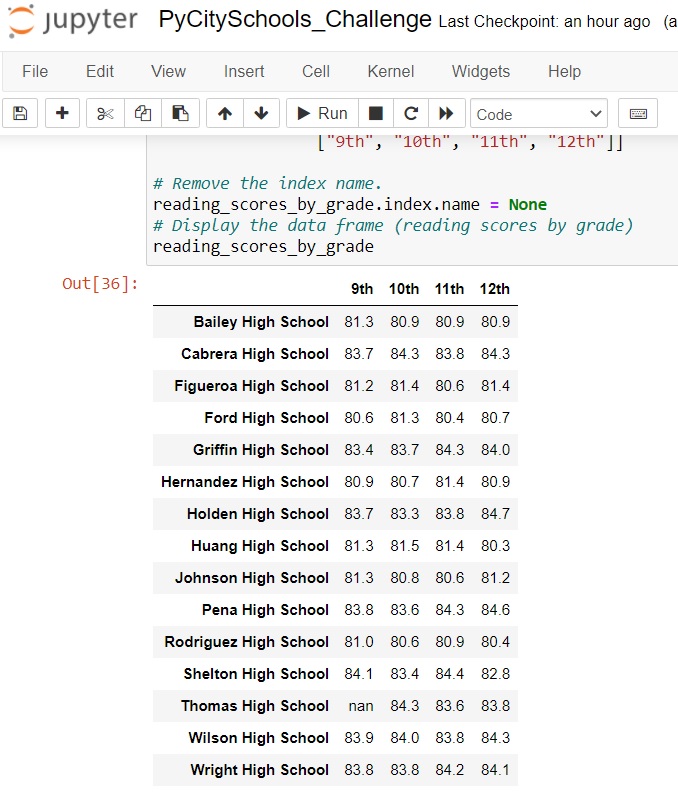 jupyter PyCitySchools_Challenge Last Checkpoint: an hour ago (a
File Edit View Insert Cell Kernel Widgets Help
Run Code
["9th", "10th", "11th", "12th"]]
# Remove the index name.
reading_scores_by_grade.index.name = None
# Display the data frame (reading scores by grade)
reading_scores_by_grade
Out[36]:
9th 10th 11th 12th
Bailey High School 81.3 80.9 80.9 80.9
Cabrera High School 83.7 84.3 83.8 84.3
Figueroa High School 81.2 81.4 80.6 81.4
Ford High School 80.6 81.3 80.4 80.7
Griffin High School 83.4 83.7 84.3 84.0
Hernandez High School 80.9 80.7 81.4 80.9
Holden High School 83.7 83.3 83.8 84.7
Huang High School 81.3 81.5 81.4 80.3
Johnson High School 81.3 80.8 80.6 81.2
Pena High School 83.8 83.6 84.3 84.6
Rodriguez High School 81.0 80.6 80.9 80.4
Shelton High School 84.1 83.4 84.4 82.8
Thomas High School nan 84.3 83.6 83.8
Wilson High School 83.9 84.0 83.8 84.3
Wright High School 83.8 83.8 84.2 84.1